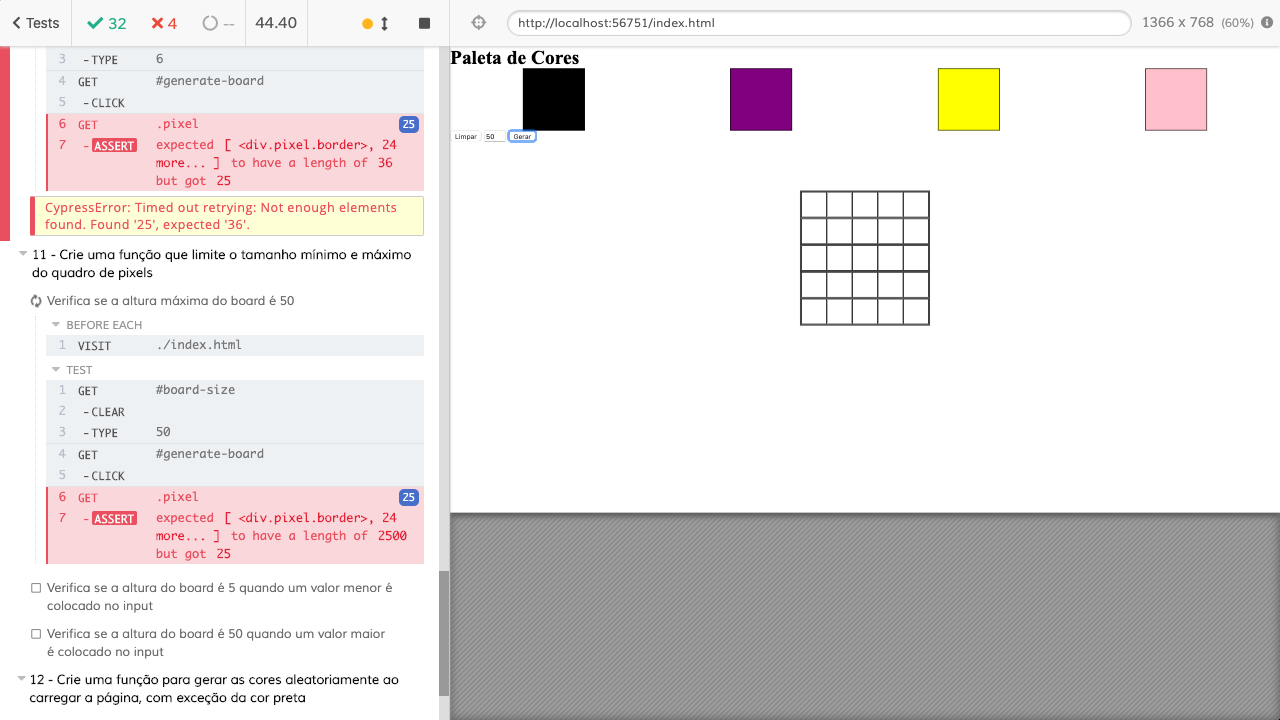 Tests 32 4 -- 44.40 http://localhost:56751/index.html 1366 x 768 (60%)
3 -TYPE 6
4 GET #generate-board
5 -CLICK
6 GET .pixel 25
7 -ASSERT expected [ <div.pixel.border>, 24
more... ] to have a length of 36
but got 25
CypressError: Timed out retrying: Not enough elements
found. Found '25', expected '36'.
11 - Crie uma função que limite o tamanho mínimo e máximo
do quadro de pixels
Verifica se a altura máxima do board é 50
BEFORE EACH
1 VISIT ./index.html
TEST
1 GET #board-size
2 -CLEAR
3 -TYPE 50
4 GET #generate-board
5 -CLICK
6 GET .pixel 25
7 -ASSERT expected [ <div.pixel.border>, 24
more... ] to have a length of 2500
but got 25
Verifica se a altura do board é 5 quando um valor menor é
colocado no input
Verifica se a altura do board é 50 quando um valor maior
é colocado no input
12 - Crie uma função para gerar as cores aleatoriamente ao
carregar a página, com exceção da cor preta
Paleta de Cores
Limpar 50 Gerar